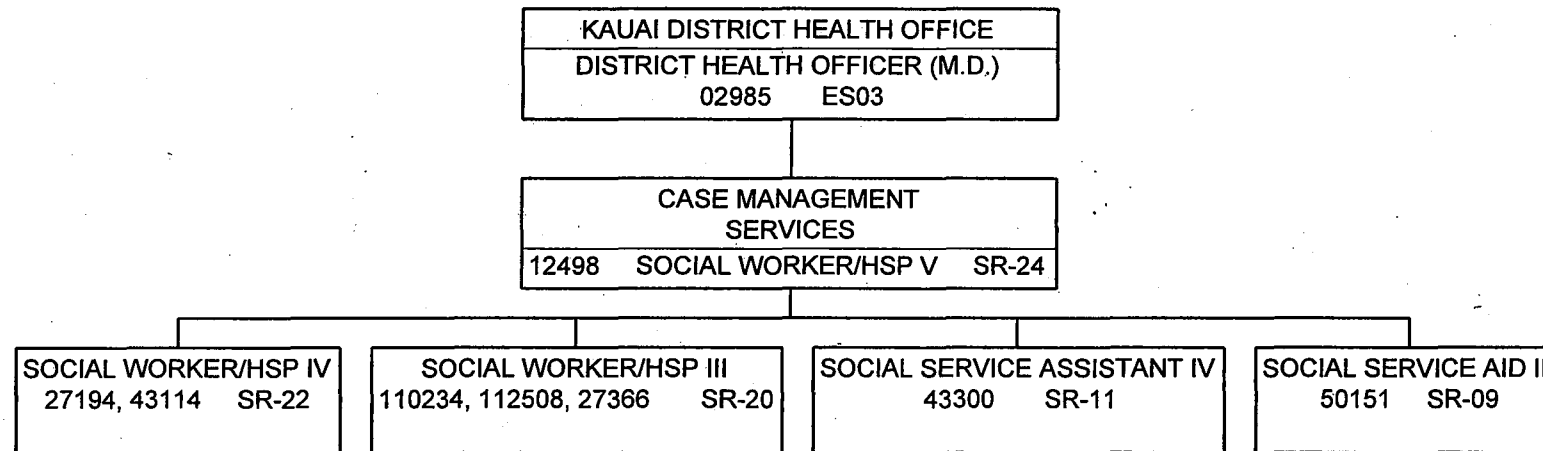 KAUAI DISTRICT HEALTH OFFICE
DISTRICT HEALTH OFFICER (M.D.)
02985 ES03
CASE MANAGEMENT
SERVICES
12498 SOCIAL WORKER/HSP V SR-24
SOCIAL WORKER/HSP IV
27194, 43114 SR-22
SOCIAL WORKER/HSP III
110234, 112508, 27366 SR-20
SOCIAL SERVICE ASSISTANT IV
43300 SR-11
SOCIAL SERVICE AID
50151 SR-09